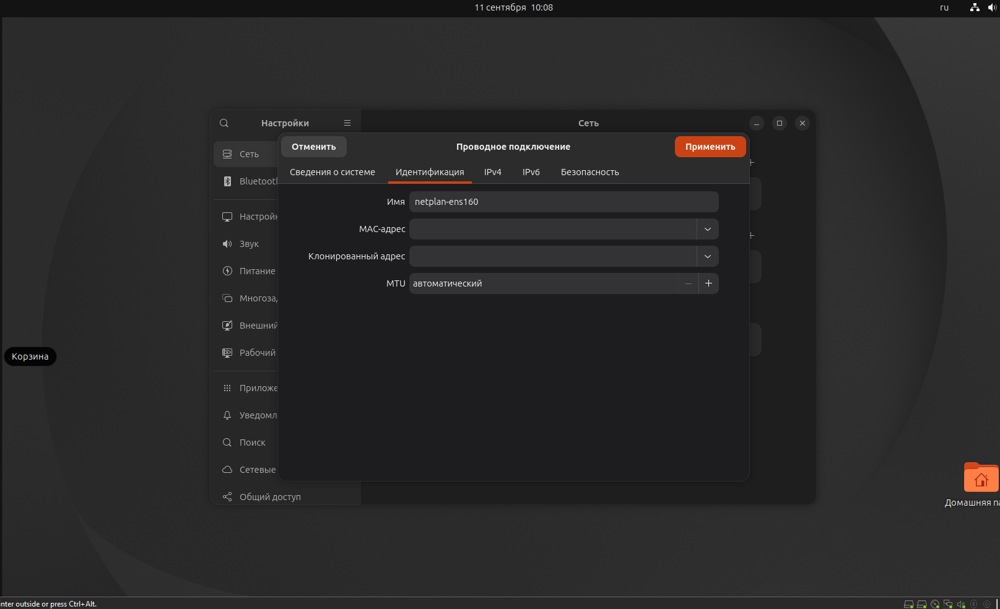 11 сентября 10:08
ru
Настройки
Сеть
Отменить
Проводное подключение
Применить
Сведения о системе
Идентификация
IPv4
IPv6
Безопасность
Сеть
Bluetooth
Имя
netplan-ens160
MAC-адрес
Клонированный адрес
MTU
автоматический
Настройк
Звук
Питание
Многоза
Внешний
Рабочий
Корзина
Приложе
Уведомл
Поиск
Сетевые
Общий доступ
Домашняя па
nter outside or press Ctrl+Alt.